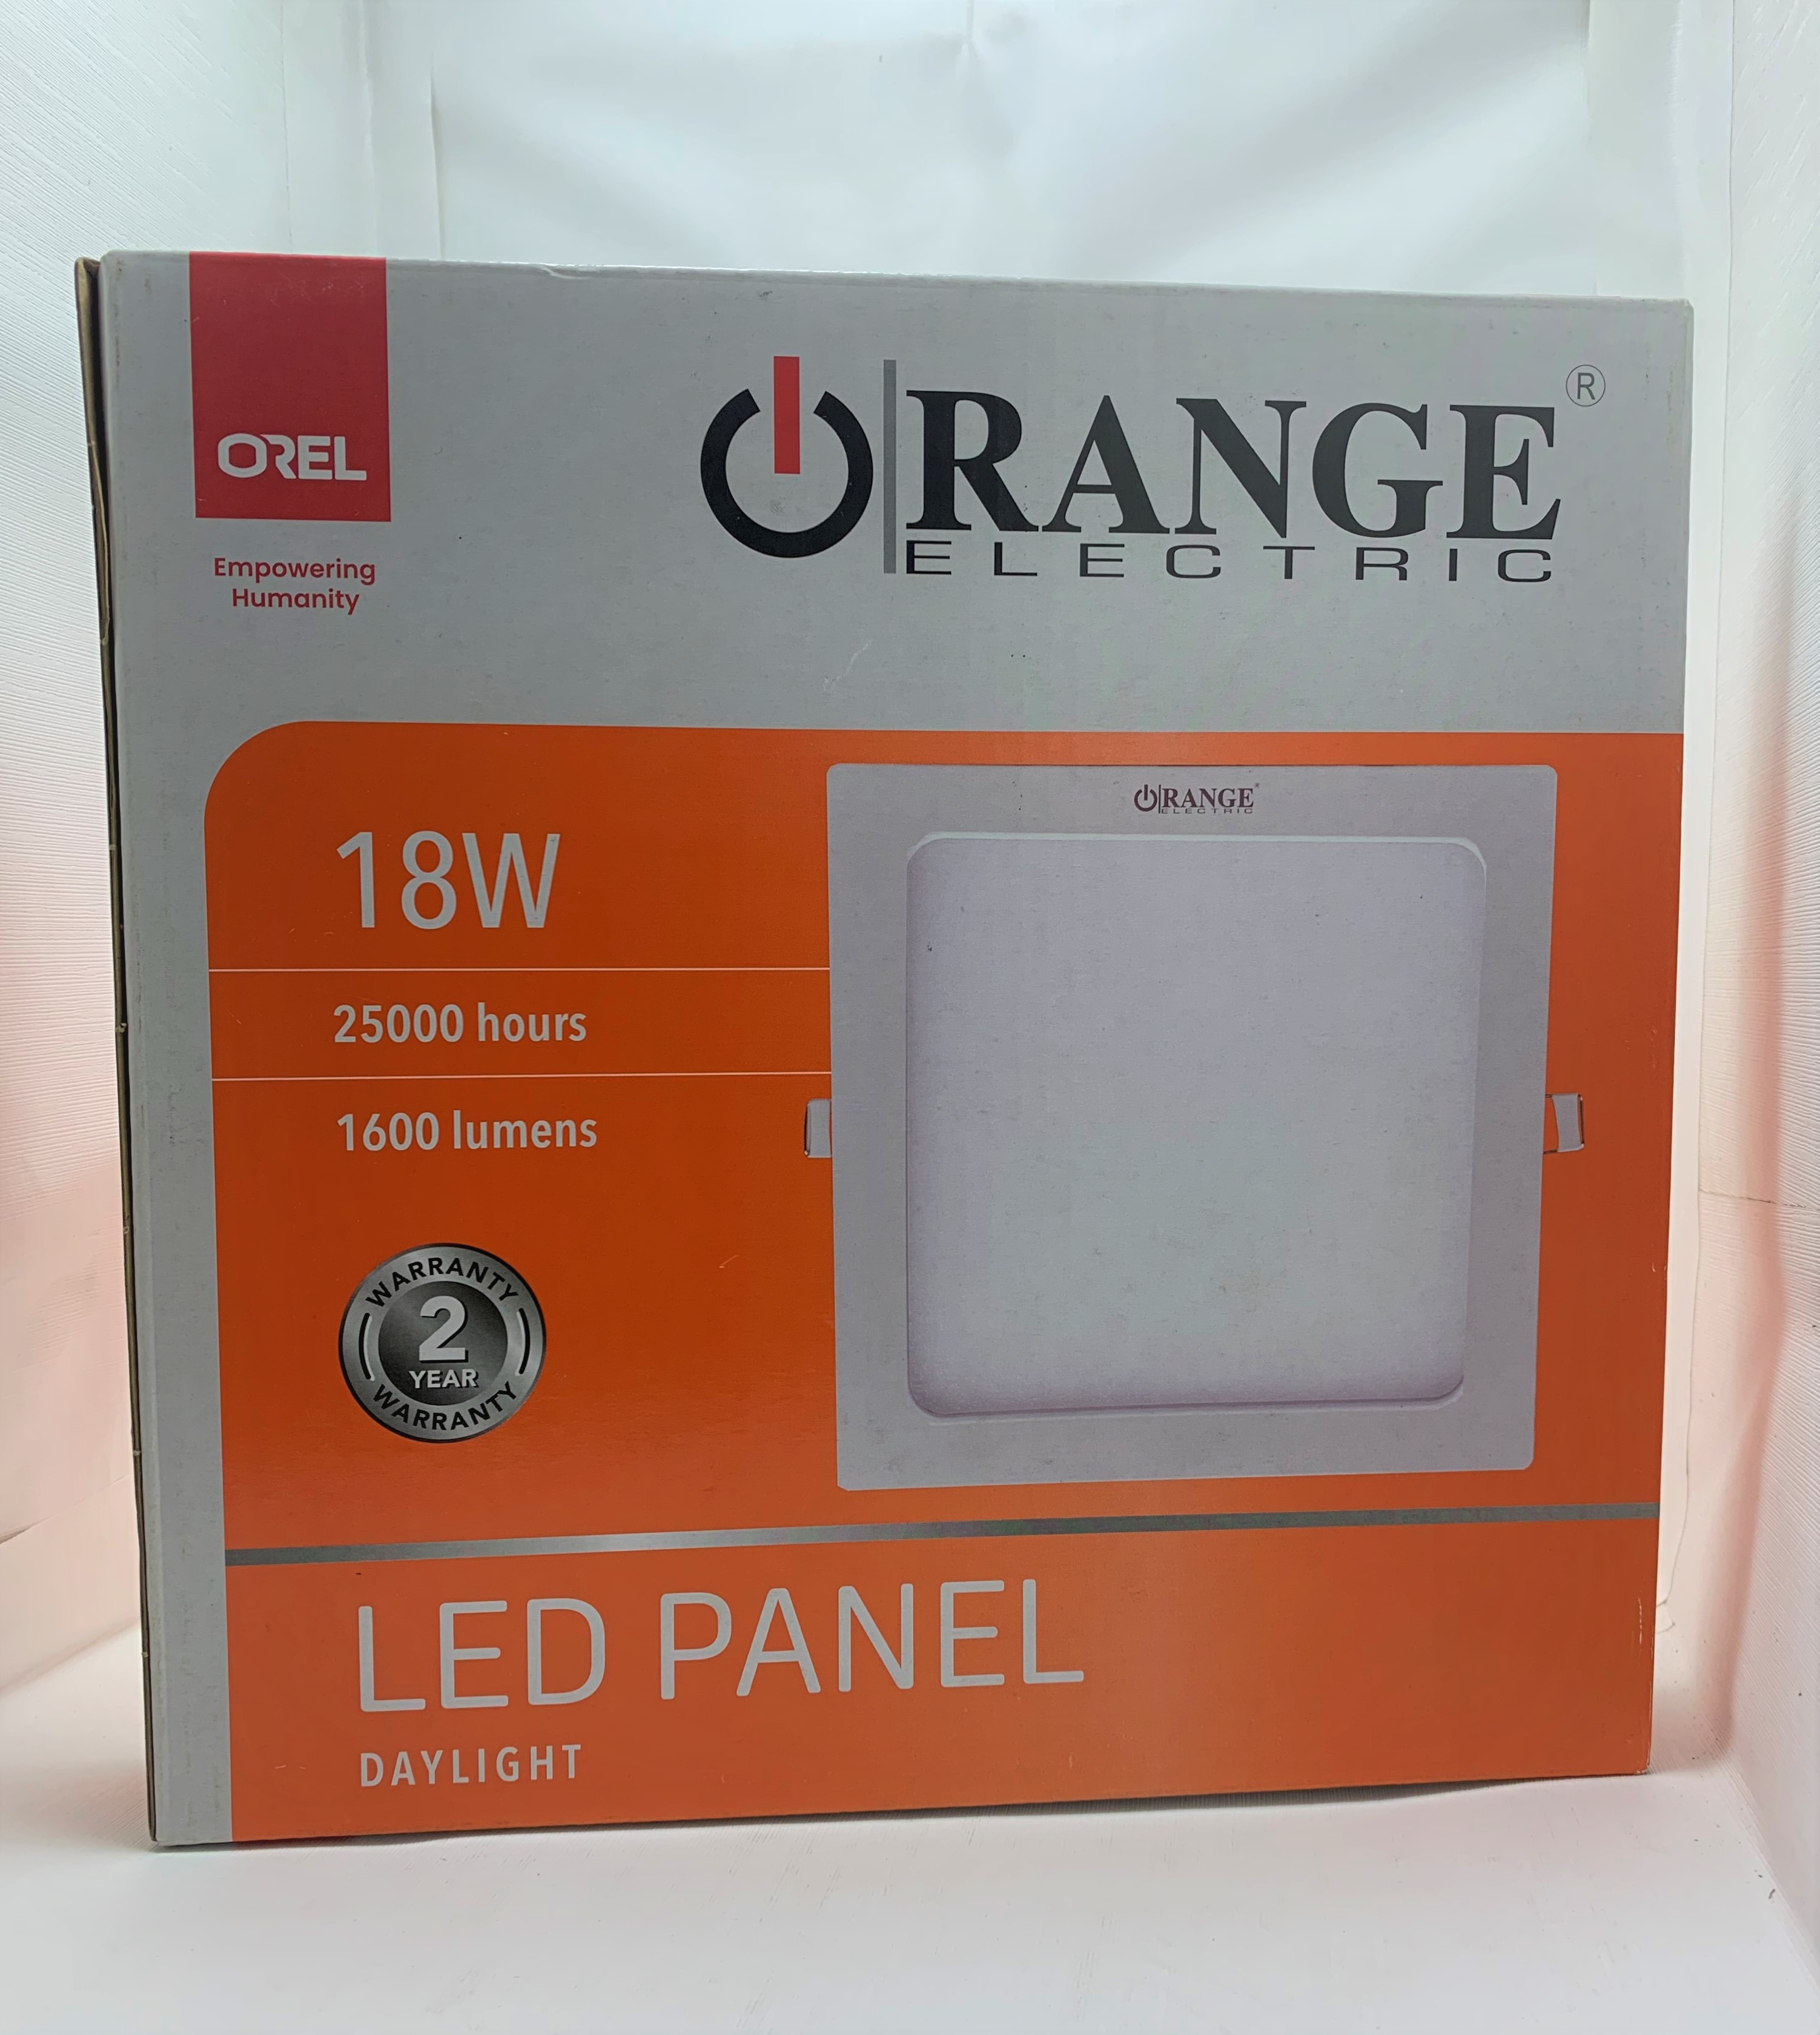 OREL
Empowering
Humanity
ORANGE ®
ELECTRIC
ORANGE
ELECTRIC
18W
25000 hours
1600 lumens
WARRANTY
2
YEAR
WARRANTY
LED PANEL
DAYLIGHT